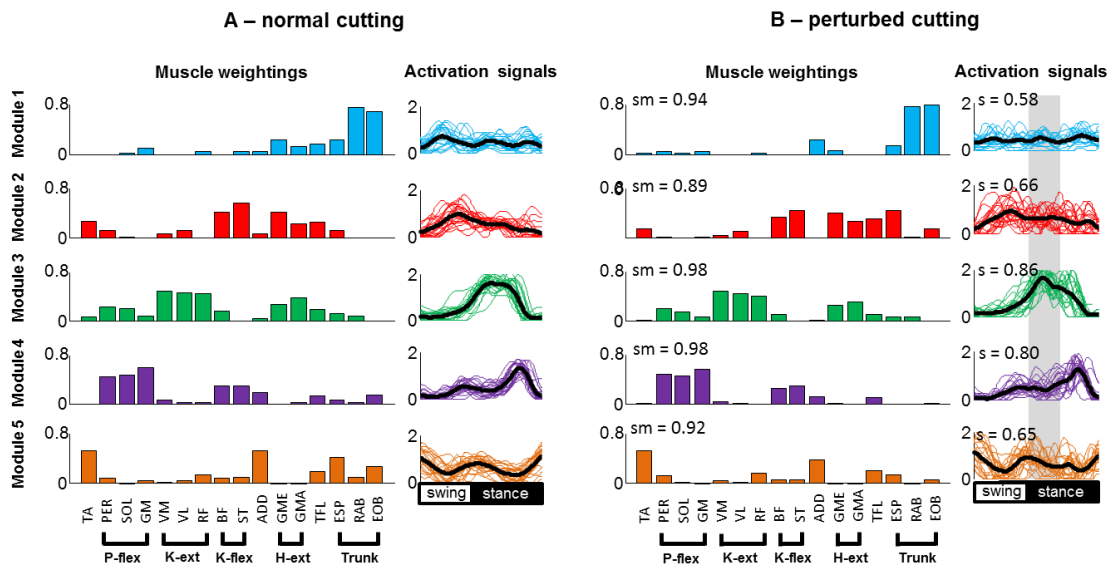 A – normal cutting
B – perturbed cutting
Muscle weightings
Activation signals
Muscle weightings
Activation signals
Module 1
0.8
0
2
0
0.8
0
sm = 0.94
2
0
s = 0.58
Module 2
0.8
0
2
0
0
sm = 0.89
2
0
s = 0.66
Module 3
0.8
0
2
0
0.8
0
sm = 0.98
2
0
s = 0.86
Module 4
0.8
0
2
0
0.8
0
sm = 0.98
2
0
s = 0.80
Module 5
0.8
0
2
0
0.8
0
sm = 0.92
2
0
s = 0.65
swing stance
swing stance
TA PER SOL GM VM VL RF BF ST ADD GME GMA TFL ESP RAB EOB
TA PER SOL GM VM VL RF BF ST ADD GME GMA TFL ESP RAB EOB
P-flex K-ext K-flex H-ext Trunk
P-flex K-ext K-flex H-ext Trunk